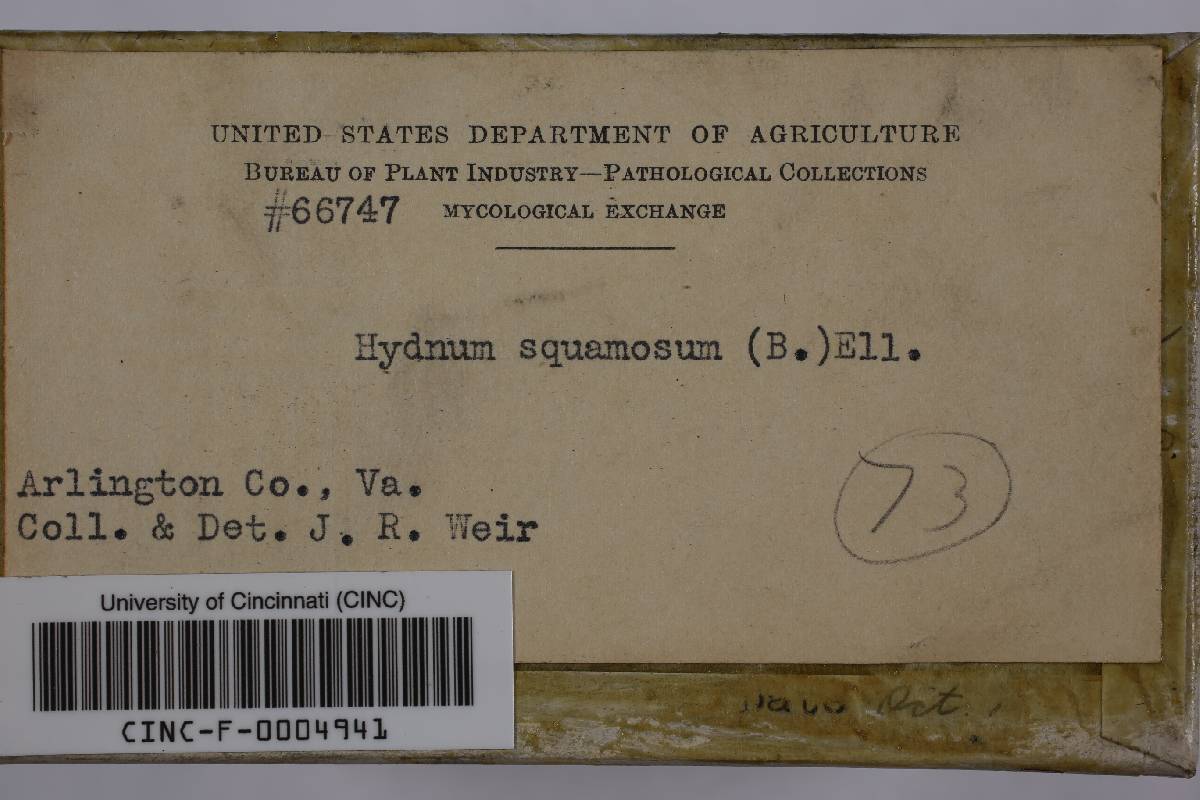 UNITED STATES DEPARTMENT OF AGRICULTURE
BUREAU OF PLANT INDUSTRY—PATHOLOGICAL COLLECTIONS
#66747 MYCOLOGICAL EXCHANGE
Hydnum squamosum (B.)Ell.
73
Arlington Co., Va.
Coll. & Det. J. R. Weir
University of Cincinnati (CINC)
CINC-F-0004941